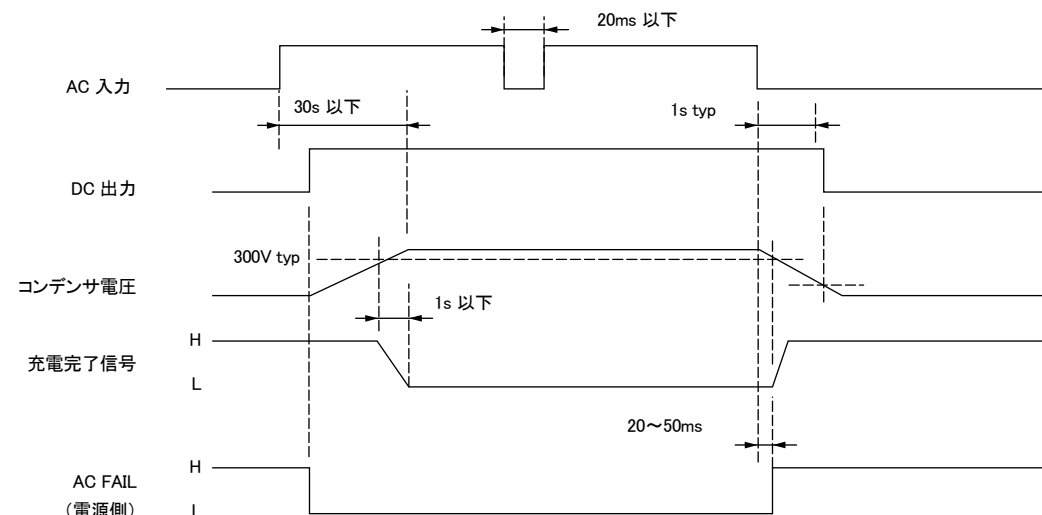 20ms 以下
AC 入力
30s 以下
1s typ
DC 出力
300V typ
コンデンサ電圧
1s 以下
H
充電完了信号
L
20～50ms
H
AC FAIL
(電源側)
L